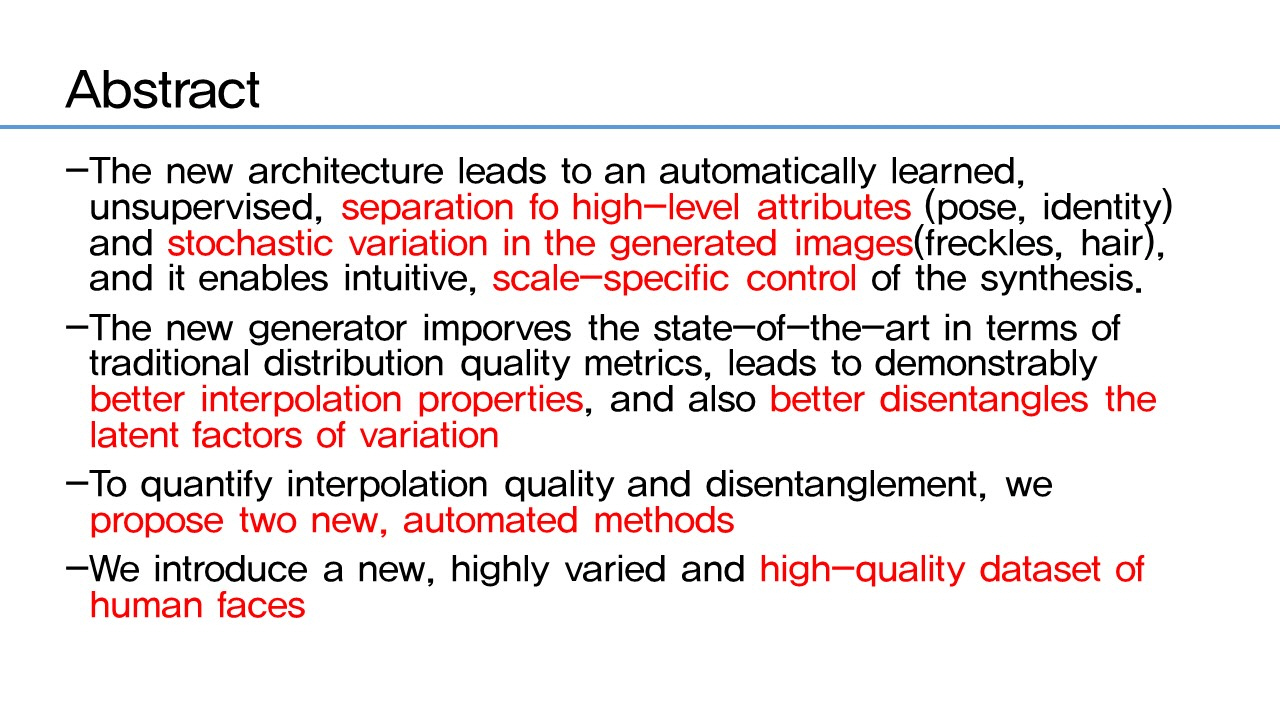 Abstract
–The new architecture leads to an automatically learned,
unsupervised, separation fo high–level attributes (pose, identity)
and stochastic variation in the generated images(freckles, hair),
and it enables intuitive, scale–specific control of the synthesis.
–The new generator imporves the state–of–the–art in terms of
traditional distribution quality metrics, leads to demonstrably
better interpolation properties, and also better disentangles the
latent factors of variation
–To quantify interpolation quality and disentanglement, we
propose two new, automated methods
–We introduce a new, highly varied and high–quality dataset of
human faces